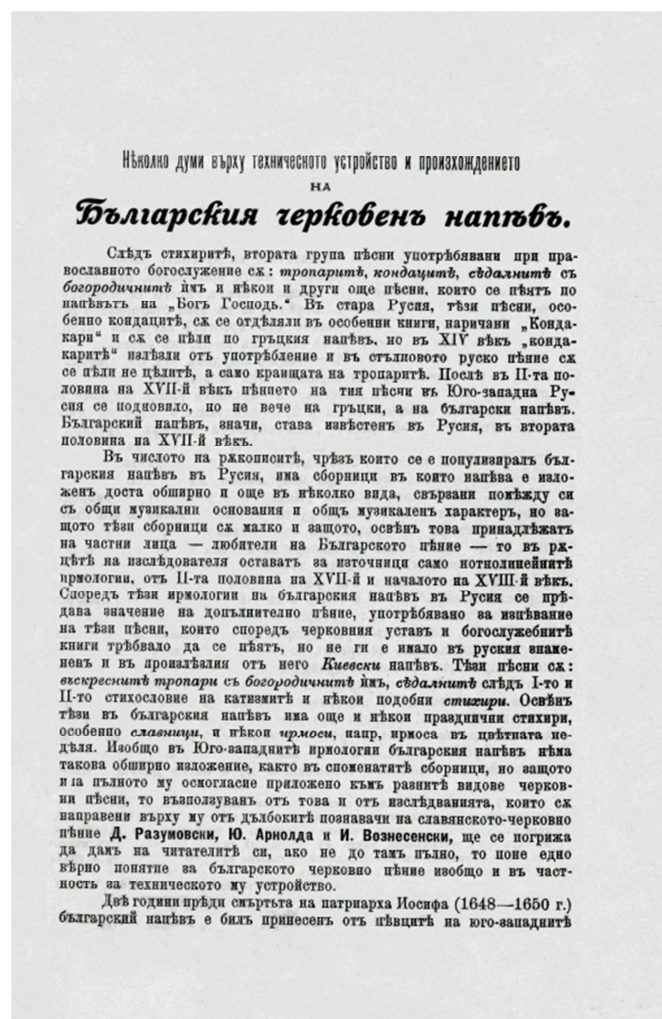 Нѣколко думи върху техническото устройство и произхождението
НА
Българския черковенъ напѣвъ.
Слѣдъ стихиритѣ, втората група пѣсни употрѣбявани при пра-
вославното богослужение сѫ: тропаритѣ, кондацитѣ, сѣдалнитѣ съ
богородичнитѣ ѝмъ и нѣкои и други още пѣсни, които се пѣятъ по
напѣвътъ на „Богъ Господь.“ Въ стара Русия, тѣзи пѣсни, осо-
бенно кондацитѣ, сѫ се отдѣляли въ особенни книги, наричани „Конда-
кари“ и сѫ се пѣли по гръцкия напѣвъ, но въ XIV вѣкъ „конда-
каритѣ“ излѣзли отъ употрѣбление и въ стълповото руско пѣние сѫ
се пѣли не цѣлитѣ, а само краищата на тропаритѣ. Послѣ въ II-та по-
ловина на XVII-й вѣкъ пѣнието на тия пѣсни въ Юго-западна Ру-
сия се подновило, но не вече на гръцки, а на български напѣвъ.
Българский напѣвъ, значи, става извѣстенъ въ Русия, въ втората
половина на XVII-й вѣкъ.
Въ числото на рѫкописитѣ, чрѣзъ които се е популизиралъ бъл-
гарския напѣвъ въ Русия, има сборници въ които напѣва е изло-
женъ доста обширно и още въ нѣколко вида, свързани помѣжду си
съ общи музикални основания и общъ музикаленъ характеръ, но за-
щото тѣзи сборници сѫ малко и защото, освѣнъ това принадлѣжатъ
на частни лица — любители на Българското пѣние — то въ рѫ-
цѣтѣ на изслѣдователя оставатъ за източници само нотнолинейнитѣ
ирмологии, отъ II-та половина на XVII-й и началото на XVIII-й вѣкъ.
Споредъ тѣзи ирмологии на българския напѣвъ въ Русия се прѣ-
дава значение на допълнително пѣние, употрѣбявано за изпѣвание
на тѣзи пѣсни, които споредъ черковния уставъ и богослужебнитѣ
книги трѣбвало да се пѣятъ, но не ги е имало въ руския знаме-
ненъ и въ произлѣзлия отъ него Киевски напѣвъ. Тѣзи пѣсни сѫ:
въскреснитѣ тропари съ богородичнитѣ ѝмъ, сѣдалнитѣ слѣдъ I-то и
II-то стихословие на катизмитѣ и нѣкои подобни стихири. Освѣнъ
тѣзи въ българския напѣвъ има още и нѣкои празднични стихири,
особенно славници, и нѣкои ирмоси, напр, ирмоса въ цвѣтната не-
дѣля. Изобщо въ Юго-западнитѣ ирмологии българския напѣвъ нѣма
такова обширно изложение, както въ споменатитѣ сборници, но защото
и за пълното му осмогласие приложено къмъ разнитѣ видове черков-
ни пѣсни, то възползуванъ отъ това и отъ изслѣдванията, които сѫ
направени върху му отъ дълбокитѣ познавачи на славянското-черковно
пѣние Д. Разумовски, Ю. Арнолда и И. Вознесенски, ще се погрижа
да дамъ на читателитѣ си, ако не до тамъ пълно, то поне едно
вѣрно понятие за българското черковно пѣние изобщо и въ част-
ность за техническото му устройство.
Двѣ години прѣди смъртьта на патриарха Иосифа (1648—1650 г.)
българский напѣвъ е билъ принесенъ отъ пѣвцитѣ на юго-западнитѣ